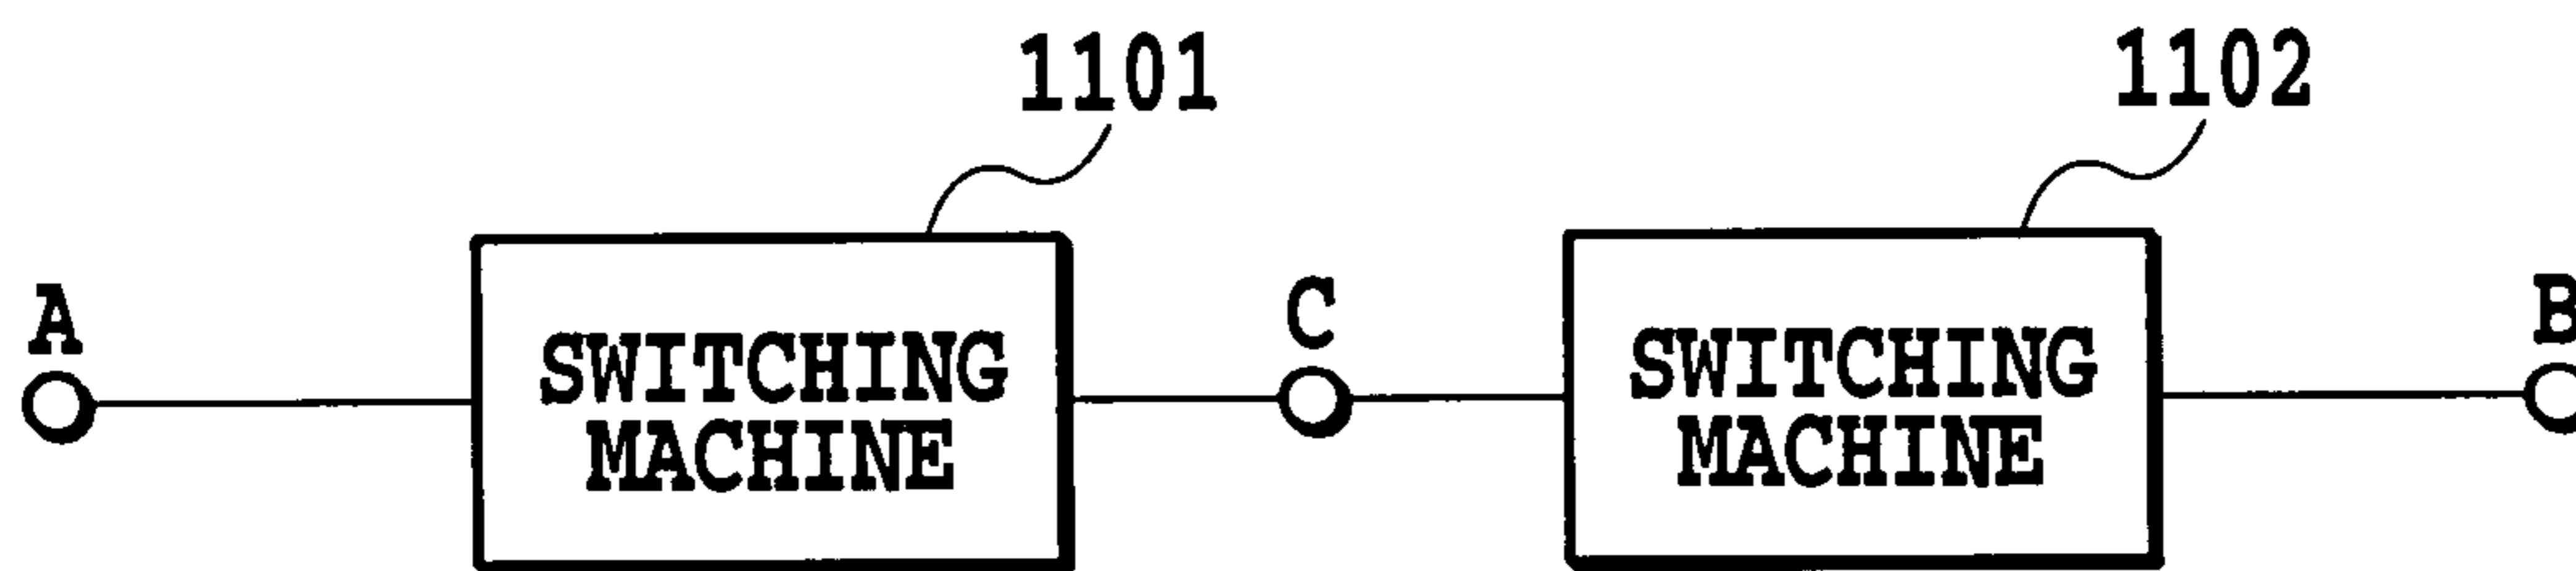 1101
1102
A
SWITCHING
MACHINE
C
SWITCHING
MACHINE
B